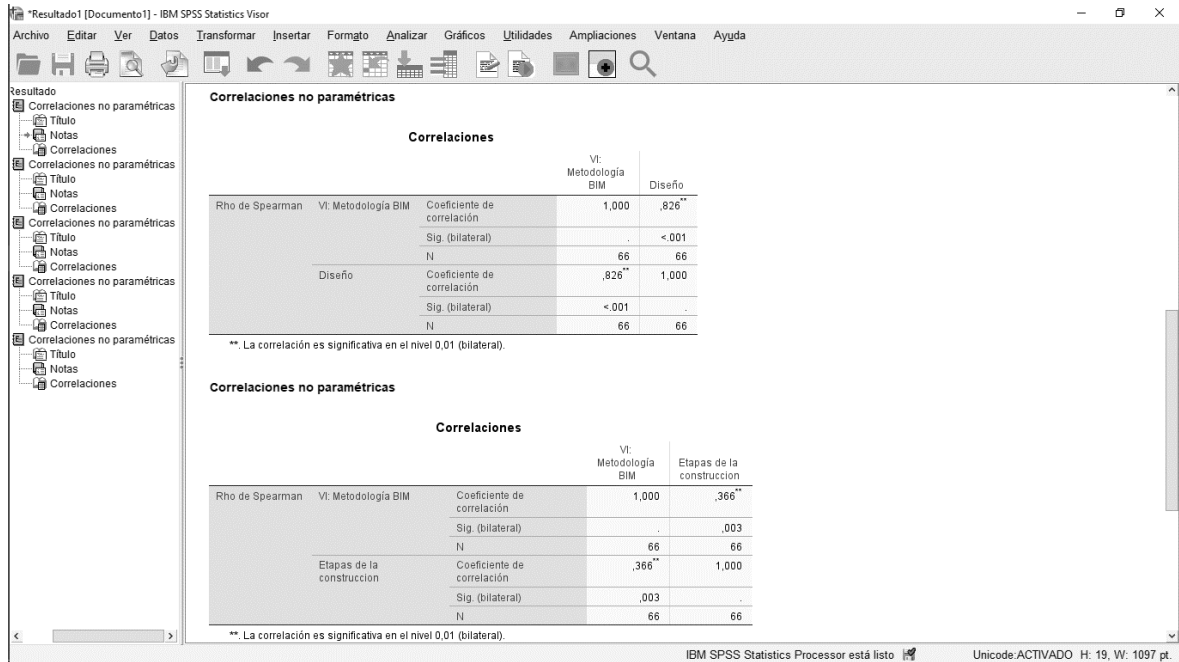 *Resultado1 [Documento1] - IBM SPSS Statistics Visor
Archivo Editar Ver Datos Transformar Insertar Formato Analizar Gráficos Utilidades Ampliaciones Ventana Ayuda
Resultado
Correlaciones no paramétricas
Título
Notas
Correlaciones
Correlaciones no paramétricas
Título
Notas
Correlaciones
Correlaciones no paramétricas
Título
Notas
Correlaciones
Correlaciones no paramétricas
Título
Notas
Correlaciones
Correlaciones no paramétricas
Título
Notas
Correlaciones
Correlaciones no paramétricas
Correlaciones
VI:
Metodología
BIM Diseño
Rho de Spearman VI: Metodología BIM Coeficiente de
correlación 1,000 ,826**
Sig. (bilateral) . <.001
N 66 66
Diseño Coeficiente de
correlación ,826** 1,000
Sig. (bilateral) <.001 .
N 66 66
**. La correlación es significativa en el nivel 0,01 (bilateral).
Correlaciones no paramétricas
Correlaciones
VI:
Metodología Etapas de la
BIM construccion
Rho de Spearman VI: Metodología BIM Coeficiente de
correlación 1,000 ,366**
Sig. (bilateral) . ,003
N 66 66
Etapas de la Coeficiente de
construccion correlación ,366** 1,000
Sig. (bilateral) ,003 .
N 66 66
**. La correlación es significativa en el nivel 0,01 (bilateral).
IBM SPSS Statistics Processor está listo Unicode:ACTIVADO H: 19, W: 1097 pt.